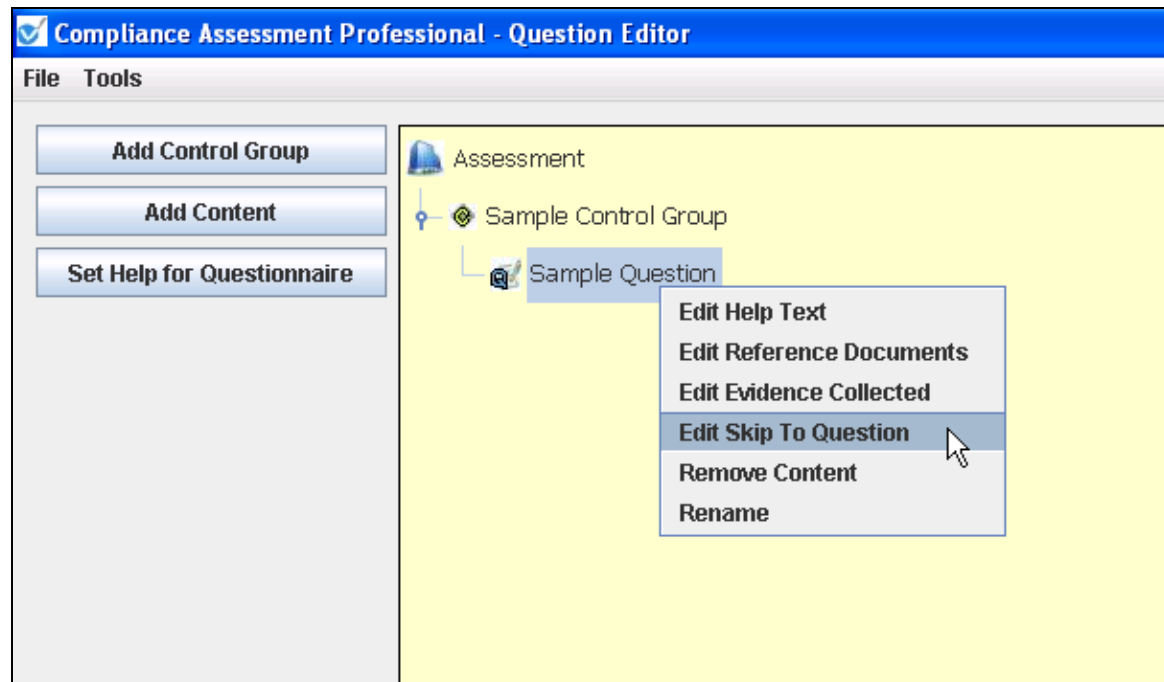 Compliance Assessment Professional - Question Editor
File Tools
Add Control Group
Add Content
Set Help for Questionnaire
Assessment
Sample Control Group
Sample Question
Edit Help Text
Edit Reference Documents
Edit Evidence Collected
Edit Skip To Question
Remove Content
Rename